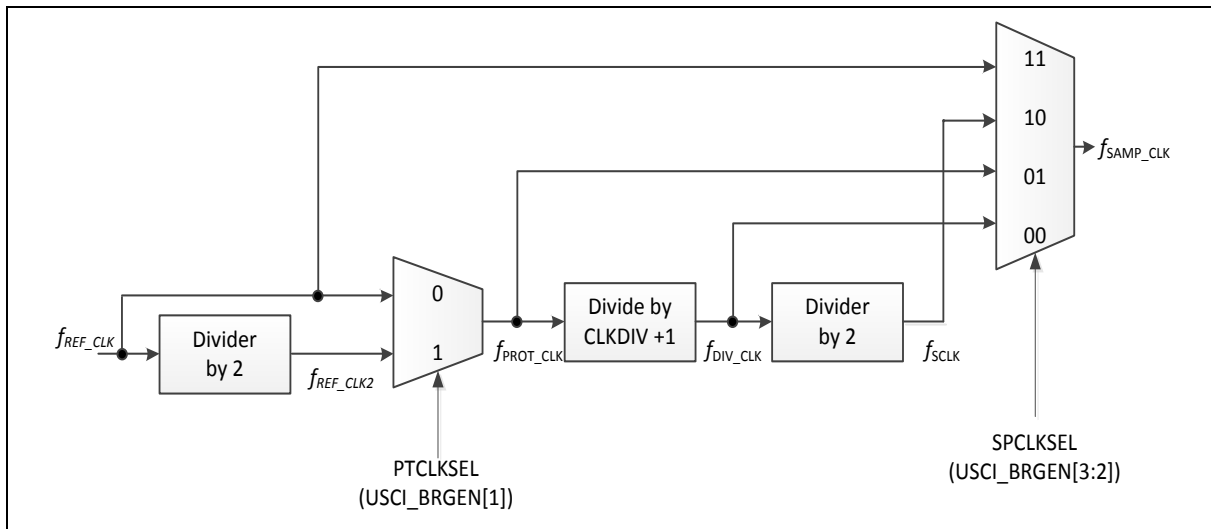 11
10
f_SAMP_CLK
01
00
0
Divide by
CLKDIV +1
Divider
by 2
f_REF_CLK
Divider
by 2
1
f_PROT_CLK
f_DIV_CLK
f_SCLK
f_REF_CLK2
PTCLKSEL
(USCI_BRGEN[1])
SPCLKSEL
(USCI_BRGEN[3:2])